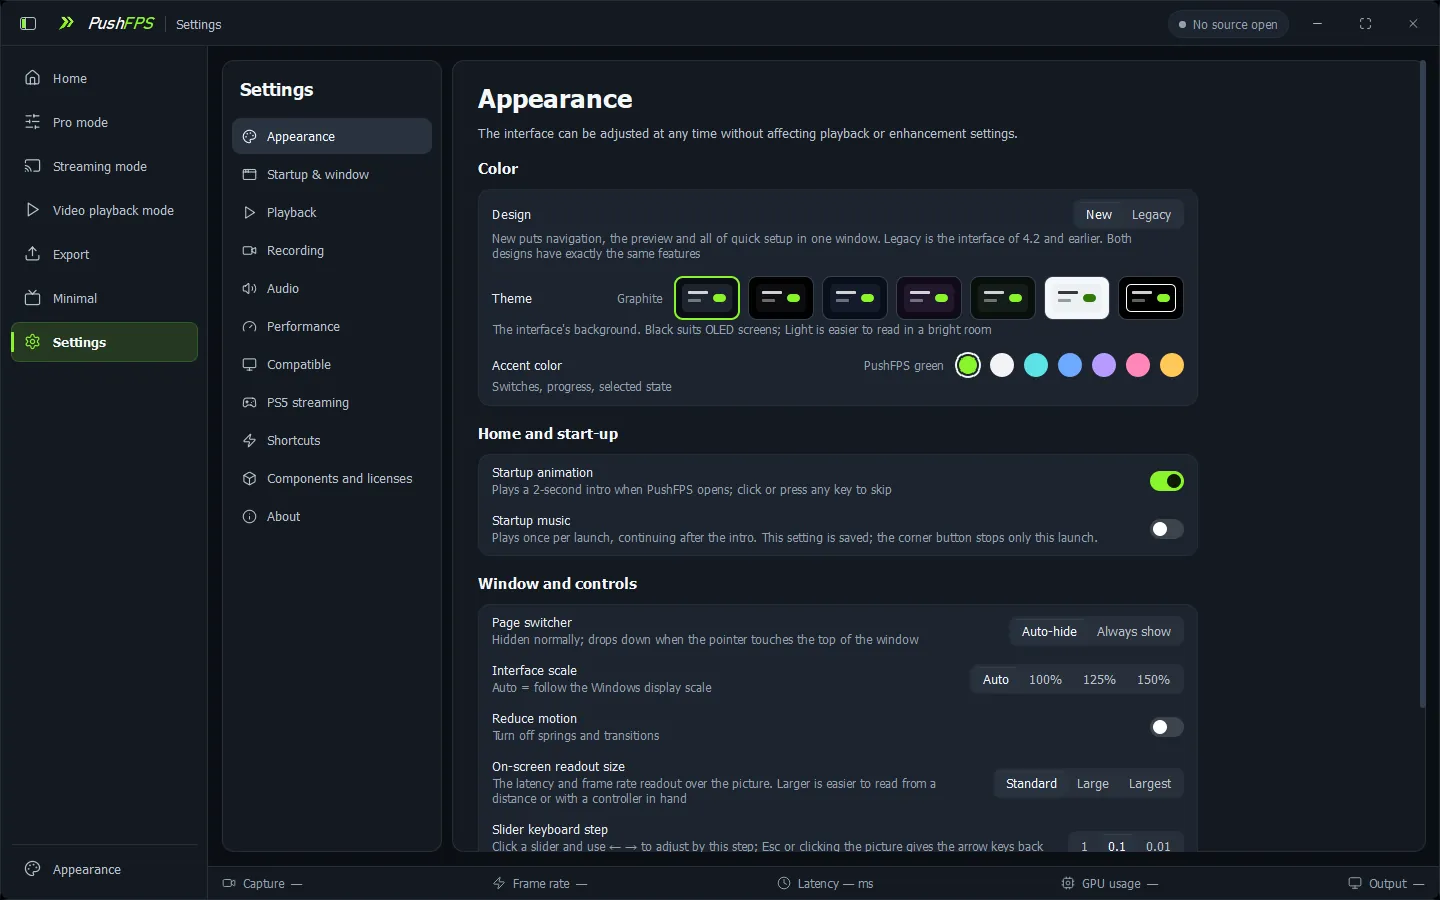 PushFPS
Settings
No source open
Home
Pro mode
Streaming mode
Video playback mode
Export
Minimal
Settings
Appearance
Settings
Appearance
Startup & window
Playback
Recording
Audio
Performance
Compatible
PS5 streaming
Shortcuts
Components and licenses
About
Appearance
The interface can be adjusted at any time without affecting playback or enhancement settings.
Color
Design
New Legacy
New puts navigation, the preview and all of quick setup in one window. Legacy is the interface of 4.2 and earlier. Both
designs have exactly the same features
Theme
Graphite
The interface's background. Black suits OLED screens; Light is easier to read in a bright room
Accent color
PushFPS green
Switches, progress, selected state
Home and start-up
Startup animation
Plays a 2-second intro when PushFPS opens; click or press any key to skip
Startup music
Plays once per launch, continuing after the intro. This setting is saved; the corner button stops only this launch.
Window and controls
Page switcher
Hidden normally; drops down when the pointer touches the top of the window
Auto-hide Always show
Interface scale
Auto = follow the Windows display scale
Auto 100% 125% 150%
Reduce motion
Turn off springs and transitions
On-screen readout size
The latency and frame rate readout over the picture. Larger is easier to read from a
distance or with a controller in hand
Standard Large Largest
Slider keyboard step
Click a slider and use ← → to adjust by this step; Esc or clicking the picture gives the arrow keys back
1 0.1 0.01
Capture —
Frame rate —
Latency — ms
GPU usage —
Output —